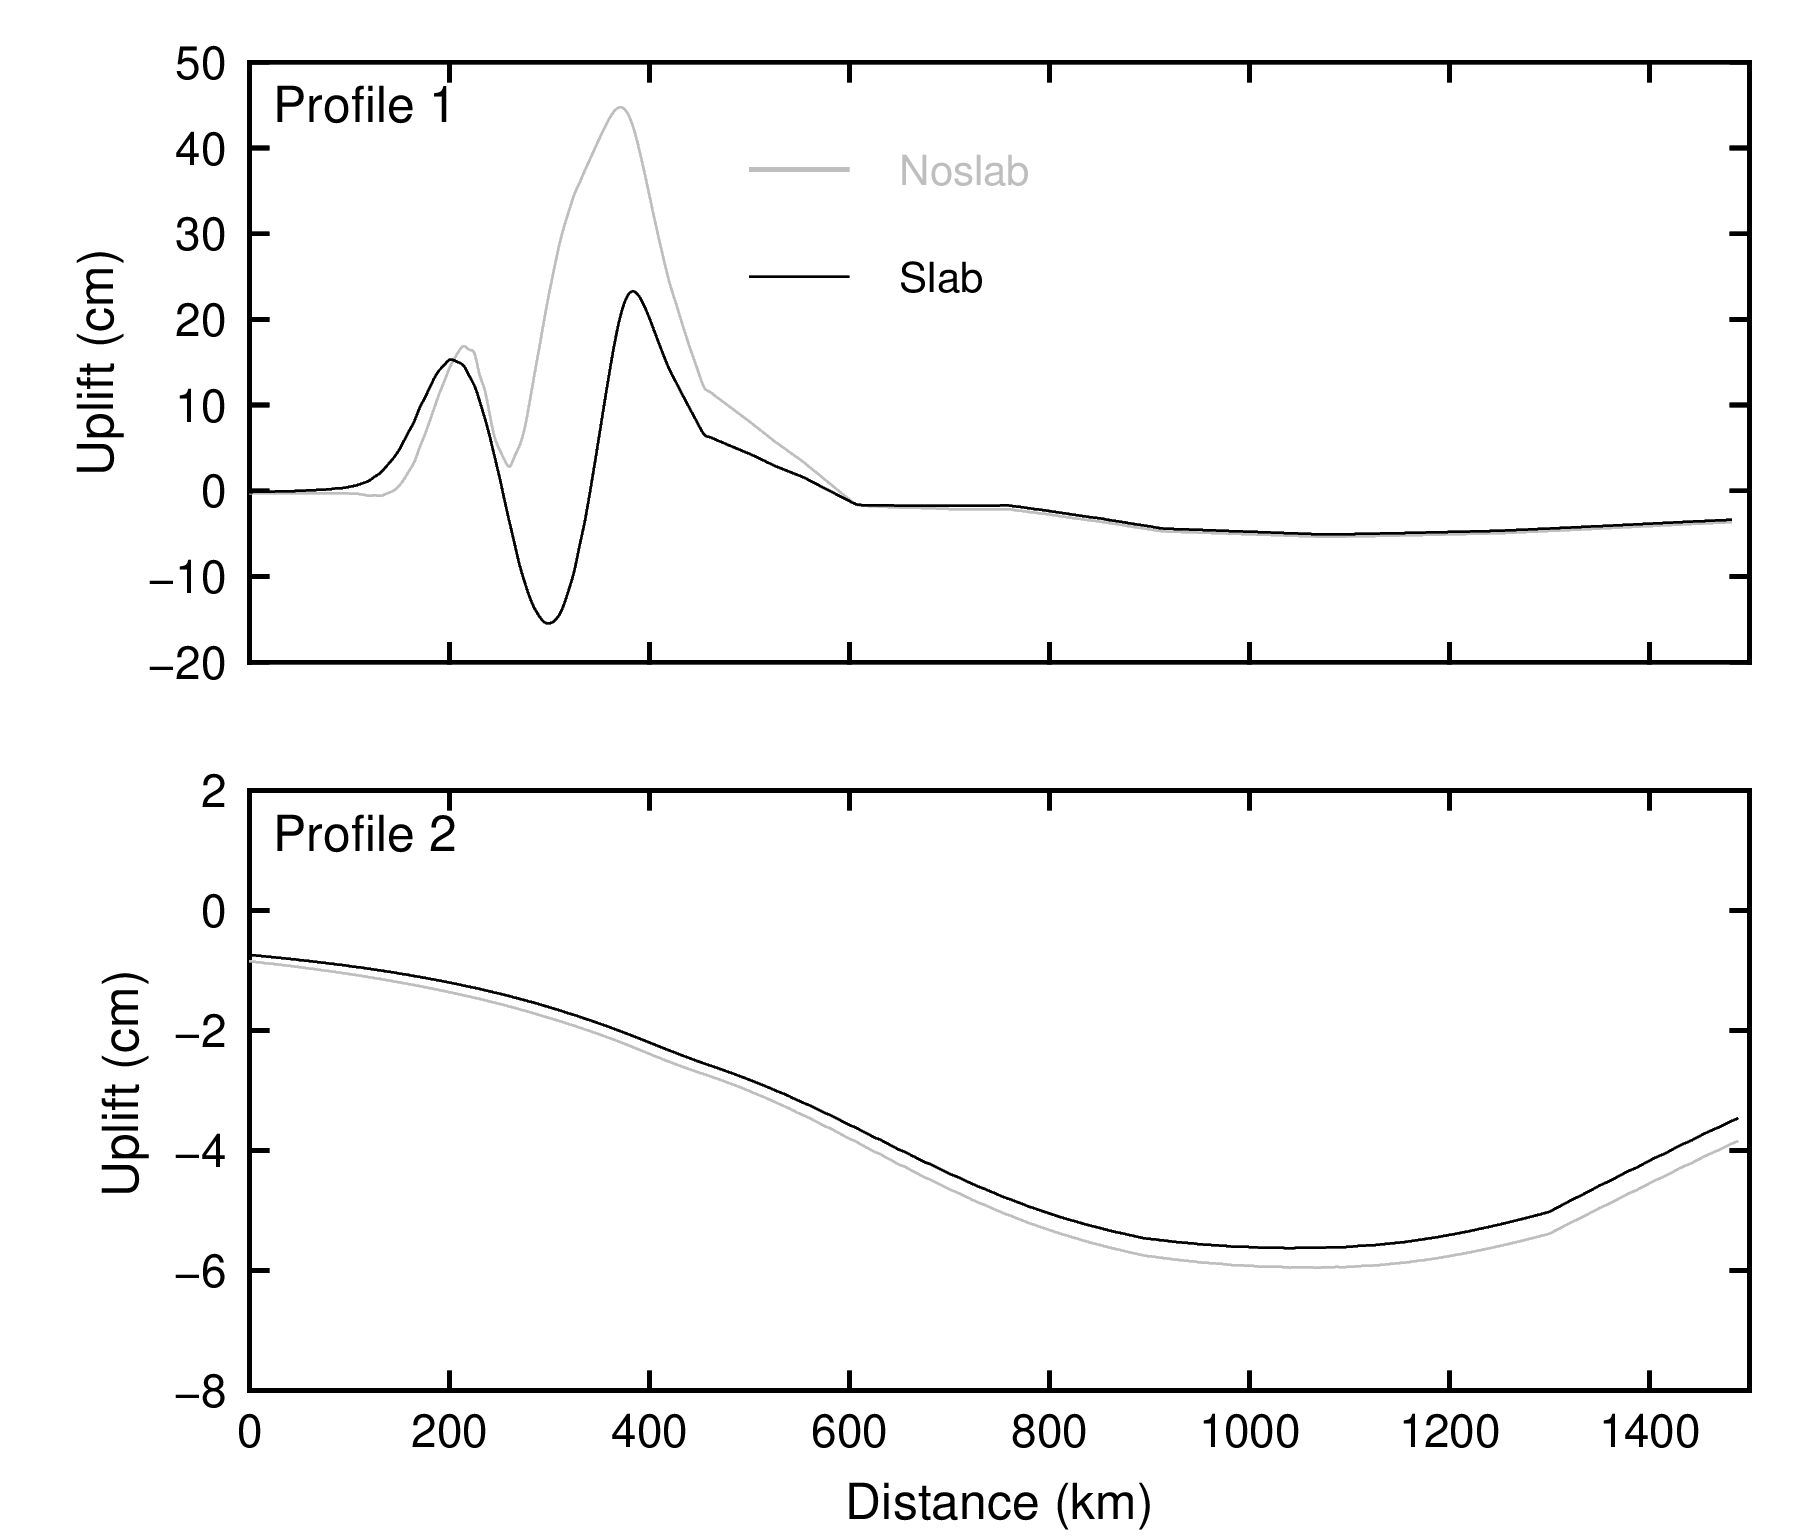 50
Profile 1
40
Noslab
30
Slab
20
10
0
−10
−20
Uplift (cm)
2
Profile 2
0
−2
−4
−6
−8
Uplift (cm)
0 200 400 600 800 1000 1200 1400
Distance (km)